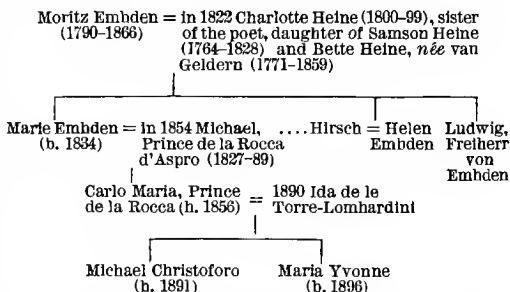 Moritz Embden = in 1822 Charlotte Heine (1800-99), sister
(1790-1866) of the poet, daughter of Samson Heine
(1764-1828) and Bette Heine, née van
Geldern (1771-1859)
Marie Embden = in 1854 Michael, .... Hirsch = Helen Ludwig,
(b. 1834) Prince de la Rocca Embden Freiherr
d'Aspro (1827-89) von
Embden
Carlo Maria, Prince = 1890 Ida de le
de la Rocca (h. 1856) Torre-Lomhardini
Michael Christoforo Maria Yvonne
(h. 1891) (b. 1896)